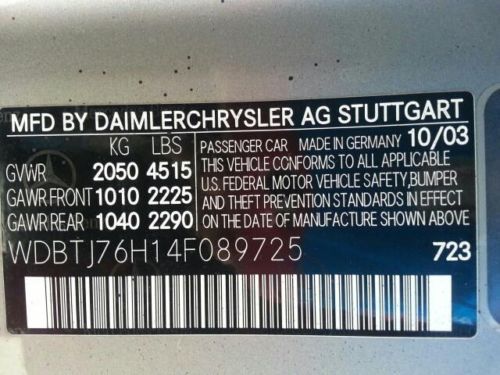 MFD BY DAIMLERCHRYSLER AG STUTTGART
KG LBS
GVWR 2050 4515
GAWR FRONT 1010 2225
GAWR REAR 1040 2290
PASSENGER CAR MADE IN GERMANY 10/03
THIS VEHICLE CONFORMS TO ALL APPLICABLE
U.S. FEDERAL MOTOR VEHICLE SAFETY, BUMPER
AND THEFT PREVENTION STANDARDS IN EFFECT
ON THE DATE OF MANUFACTURE SHOWN ABOVE
WDBTJ76H14F089725 723